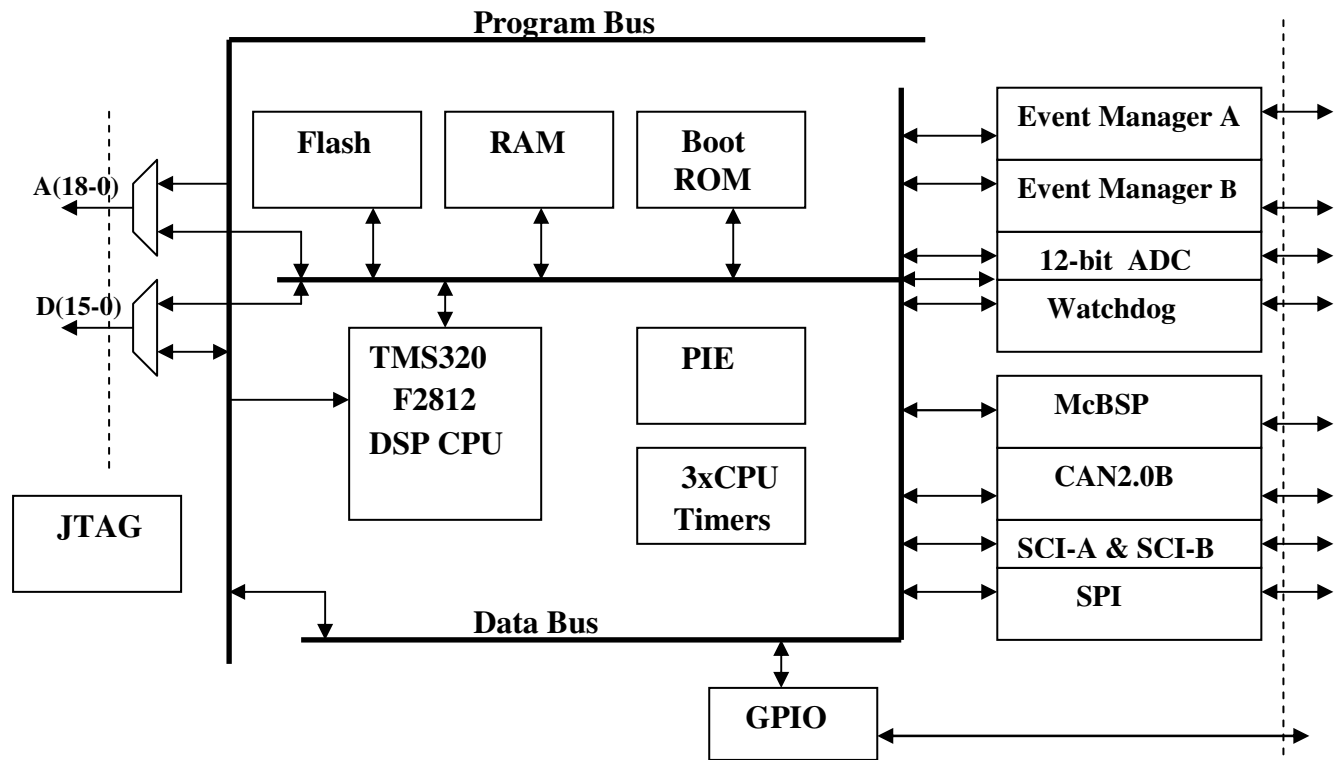 Program Bus
Flash
RAM
Boot
ROM
Event Manager A
Event Manager B
12-bit ADC
Watchdog
A(18-0)
D(15-0)
TMS320
F2812
DSP CPU
PIE
3xCPU
Timers
McBSP
CAN2.0B
SCI-A & SCI-B
SPI
JTAG
Data Bus
GPIO